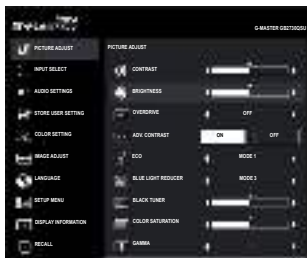 G-MASTER GB2730QSU
PICTURE ADJUST
INPUT SELECT
AUDIO SETTINGS
STORE USER SETTING
COLOR SETTING
IMAGE ADJUST
LANGUAGE
SETUP MENU
DISPLAY INFORMATION
RECALL
PICTURE ADJUST
CONTRAST
BRIGHTNESS
OVERDRIVE OFF
ADV. CONTRAST ON OFF
ECO MODE 1
BLUE LIGHT REDUCER MODE 3
BLACK TUNER
COLOR SATURATION
GAMMA